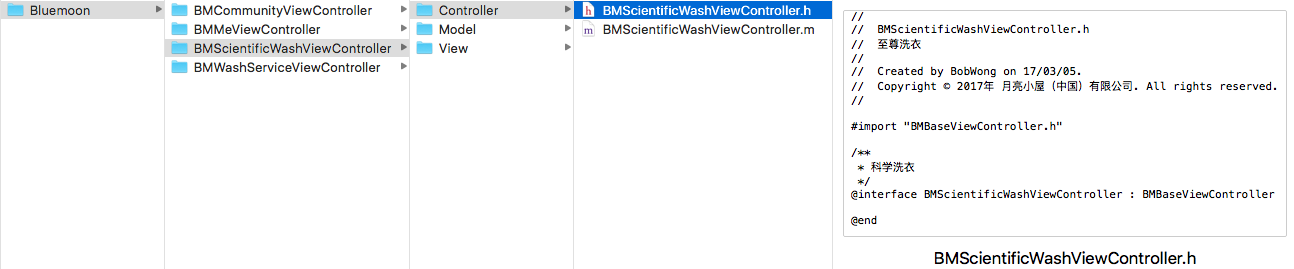 Bluemoon
BMCommunityViewController
BMMeViewController
BMScientificWashViewController
BMWashServiceViewController
Controller
Model
View
BMScientificWashViewController.h
BMScientificWashViewController.m
//
//  BMScientificWashViewController.h
//  至尊洗衣
//
//  Created by BobWong on 17/03/05.
//  Copyright © 2017年 月亮小屋（中国）有限公司. All rights reserved.
//
#import "BMBaseViewController.h"
/**
 * 科学洗衣
 */
@interface BMScientificWashViewController : BMBaseViewController
@end
BMScientificWashViewController.h